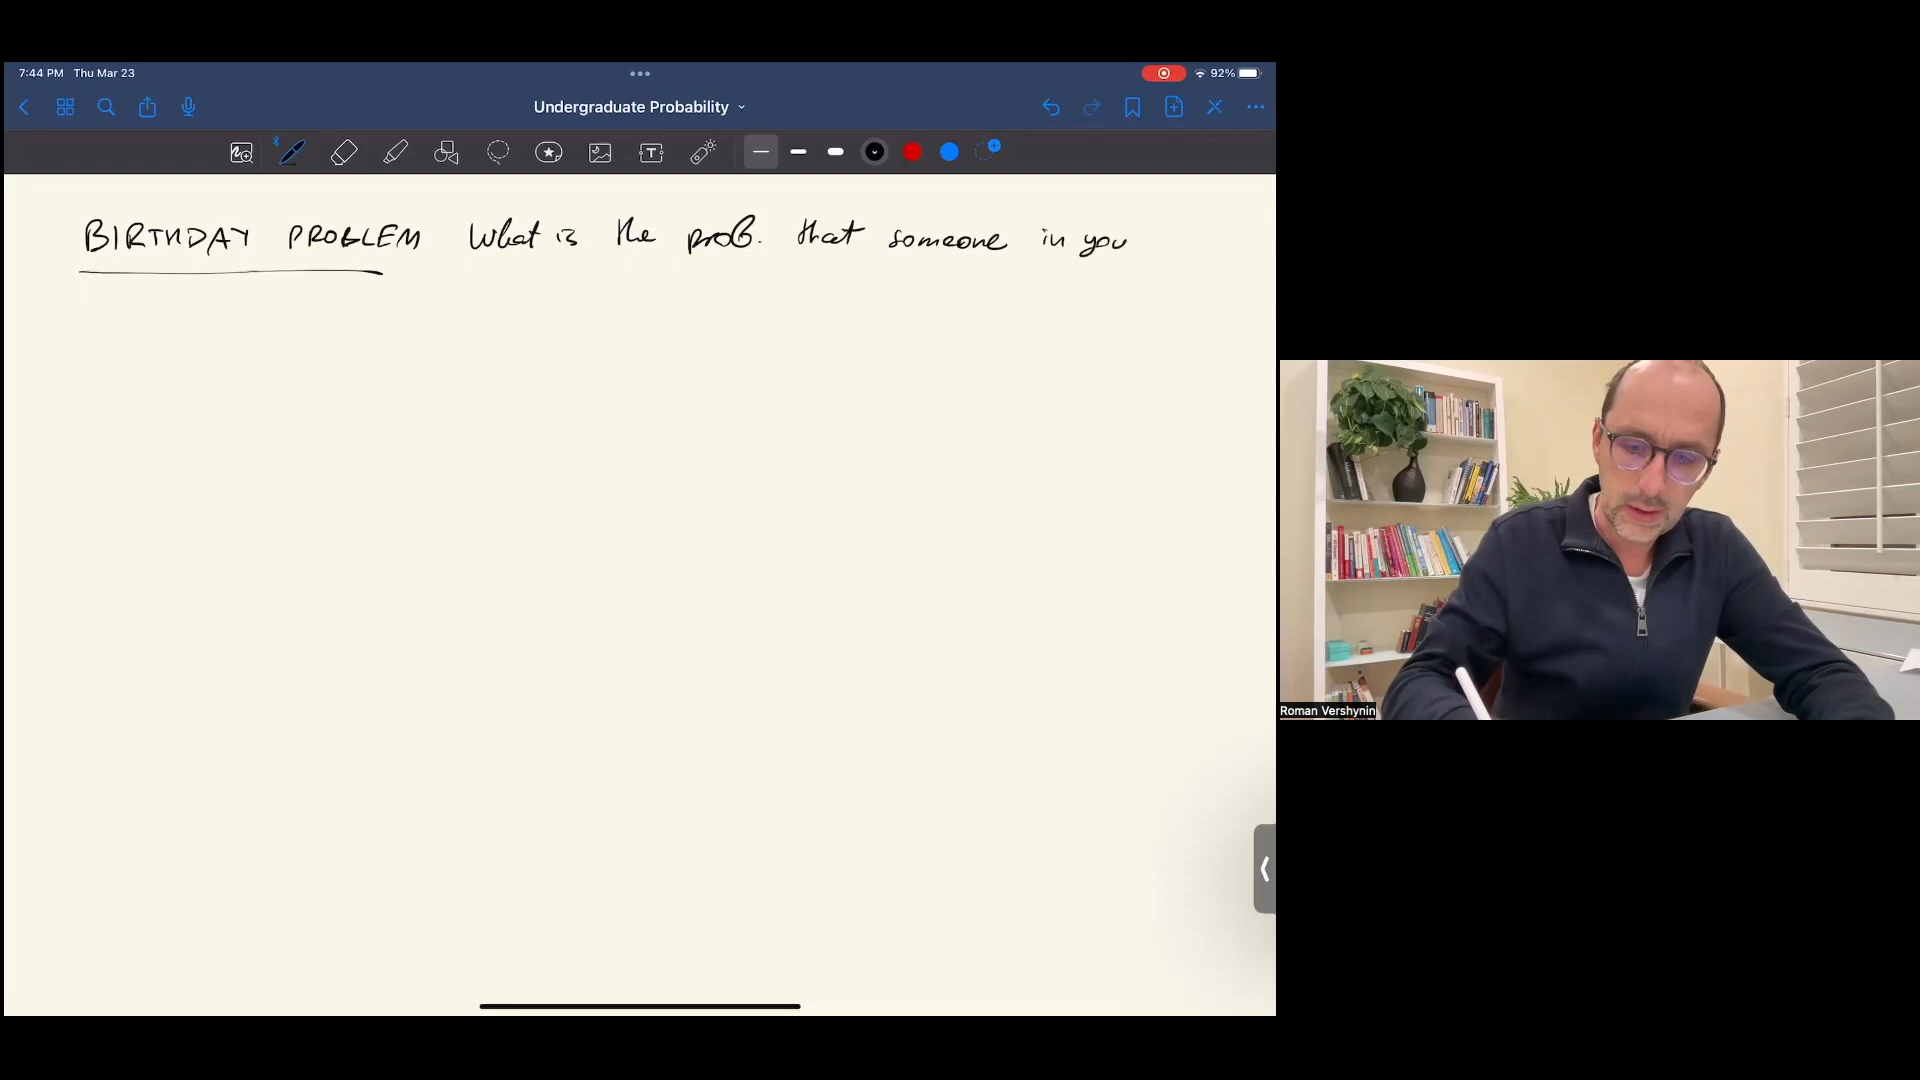 7:44 PM Thu Mar 23
92%
Undergraduate Probability
BIRTHDAY PROBLEM What is the prob. that someone in you
Roman Vershynin